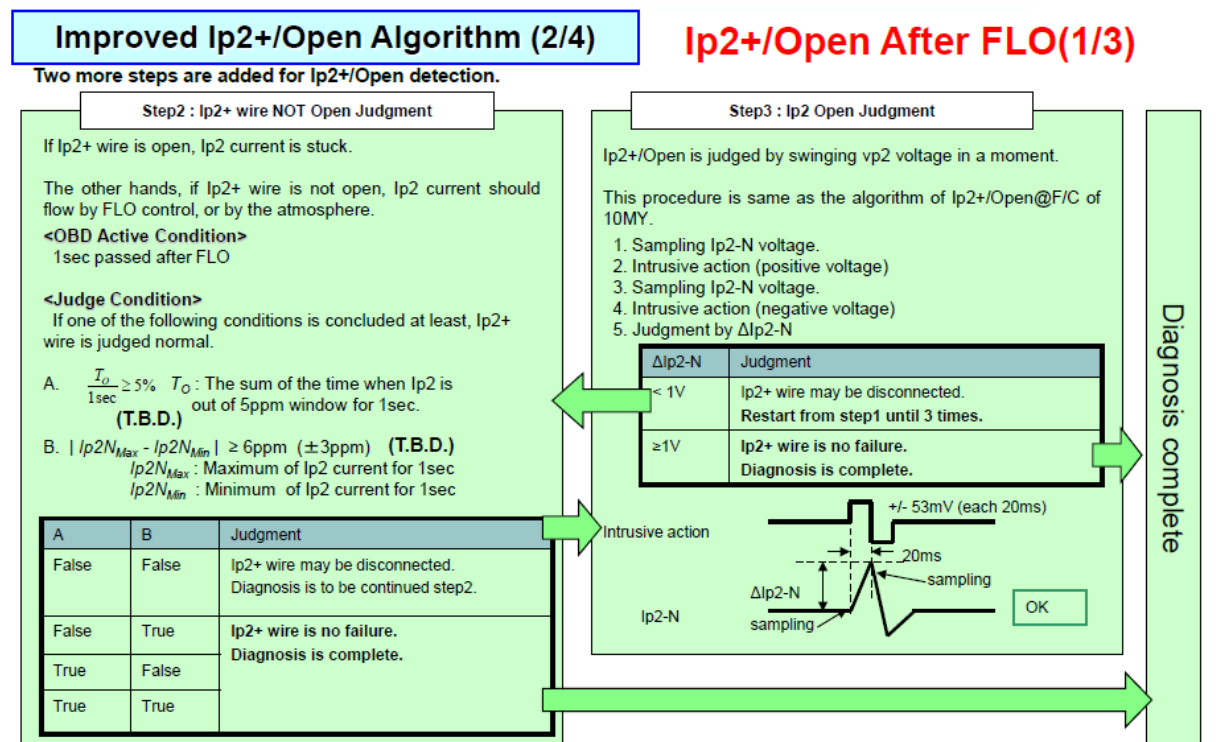 Improved Ip2+/Open Algorithm (2/4)
Ip2+/Open After FLO(1/3)
Two more steps are added for Ip2+/Open detection.
Step2 : Ip2+ wire NOT Open Judgment
If Ip2+ wire is open, Ip2 current is stuck.
The other hands, if Ip2+ wire is not open, Ip2 current should
flow by FLO control, or by the atmosphere.
<OBD Active Condition>
1sec passed after FLO
<Judge Condition>
If one of the following conditions is concluded at least, Ip2+
wire is judged normal.
A. T_O / 1sec ≥ 5% T_O : The sum of the time when Ip2 is
out of 5ppm window for 1sec.
(T.B.D.)
B. | Ip2N_Max - Ip2N_Min | ≥ 6ppm (±3ppm) (T.B.D.)
Ip2N_Max : Maximum of Ip2 current for 1sec
Ip2N_Min : Minimum of Ip2 current for 1sec
A B Judgment
False False Ip2+ wire may be disconnected.
Diagnosis is to be continued step2.
False True Ip2+ wire is no failure.
Diagnosis is complete.
True False
True True
Step3 : Ip2 Open Judgment
Ip2+/Open is judged by swinging vp2 voltage in a moment.
This procedure is same as the algorithm of Ip2+/Open@F/C of
10MY.
1. Sampling Ip2-N voltage.
2. Intrusive action (positive voltage)
3. Sampling Ip2-N voltage.
4. Intrusive action (negative voltage)
5. Judgment by ΔIp2-N
ΔIp2-N Judgment
< 1V Ip2+ wire may be disconnected.
Restart from step1 until 3 times.
≥1V Ip2+ wire is no failure.
Diagnosis is complete.
+/- 53mV (each 20ms)
Intrusive action
20ms
sampling
ΔIp2-N
OK
Ip2-N
sampling
Diagnosis complete